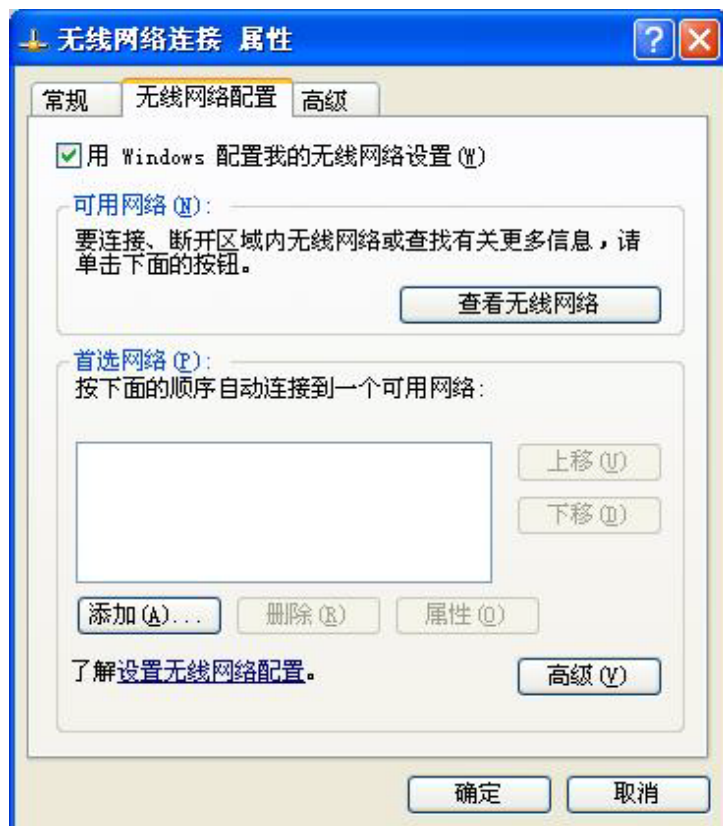 无线网络连接 属性
常规 无线网络配置 高级
用 Windows 配置我的无线网络设置(W)
可用网络(N):
要连接、断开区域内无线网络或查找有关更多信息，请
单击下面的按钮。
查看无线网络
首选网络(P):
按下面的顺序自动连接到一个可用网络:
上移(U)
下移(D)
添加(A)... 删除(R) 属性(O)
了解设置无线网络配置。 高级(V)
确定 取消